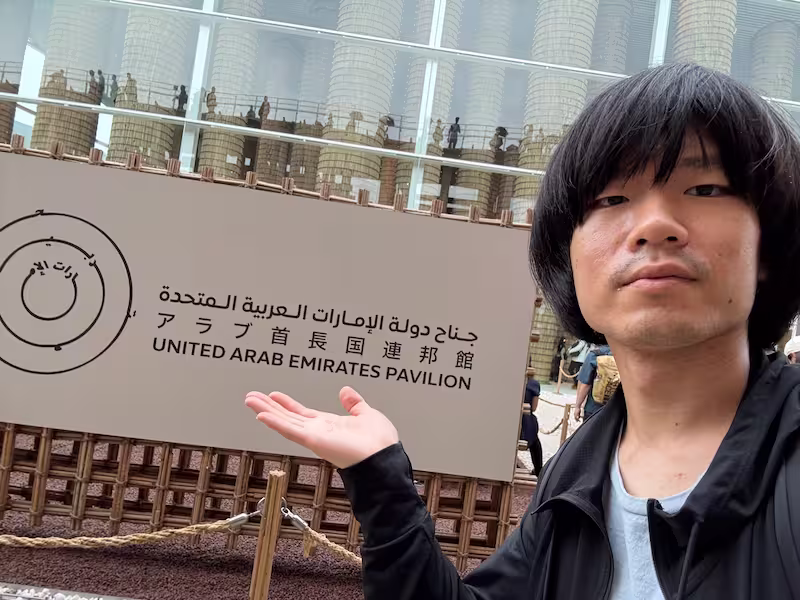 جناح دولة الإمارات العربية المتحدة
アラブ首長国連邦館
UNITED ARAB EMIRATES PAVILION